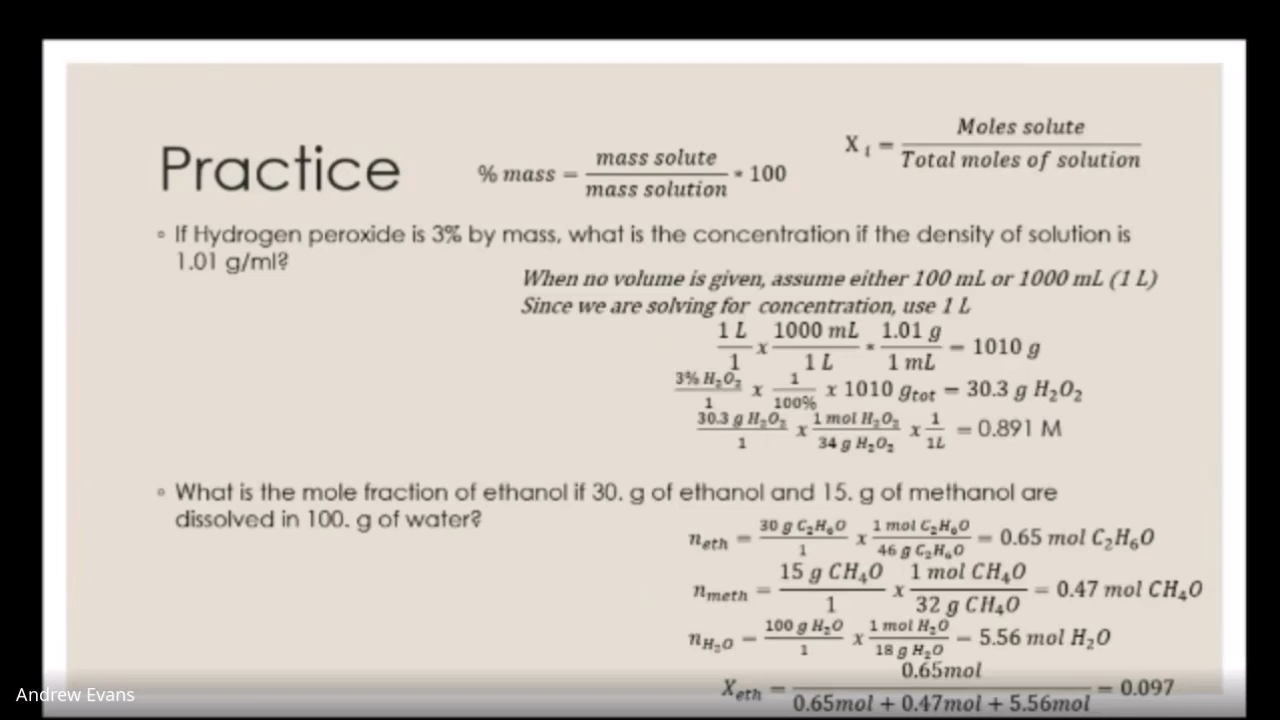 Practice
% mass = mass solute / mass solution * 100
X i = Moles solute / Total moles of solution
◦ If Hydrogen peroxide is 3% by mass, what is the concentration if the density of solution is
1.01 g/ml?
When no volume is given, assume either 100 mL or 1000 mL (1 L)
Since we are solving for concentration, use 1 L
1 L / 1 x 1000 mL / 1 L * 1.01 g / 1 mL = 1010 g
3% H₂O₂ / 1 x 1 / 100% x 1010 g_tot = 30.3 g H₂O₂
30.3 g H₂O₂ / 1 x 1 mol H₂O₂ / 34 g H₂O₂ x 1 / 1L = 0.891 M
◦ What is the mole fraction of ethanol if 30. g of ethanol and 15. g of methanol are
dissolved in 100. g of water?
n_eth = 30 g C₂H₆O / 1 x 1 mol C₂H₆O / 46 g C₂H₆O = 0.65 mol C₂H₆O
n_meth = 15 g CH₄O / 1 x 1 mol CH₄O / 32 g CH₄O = 0.47 mol CH₄O
n_H₂O = 100 g H₂O / 1 x 1 mol H₂O / 18 g H₂O = 5.56 mol H₂O
X_eth = 0.65mol / 0.65mol + 0.47mol + 5.56mol = 0.097
Andrew Evans